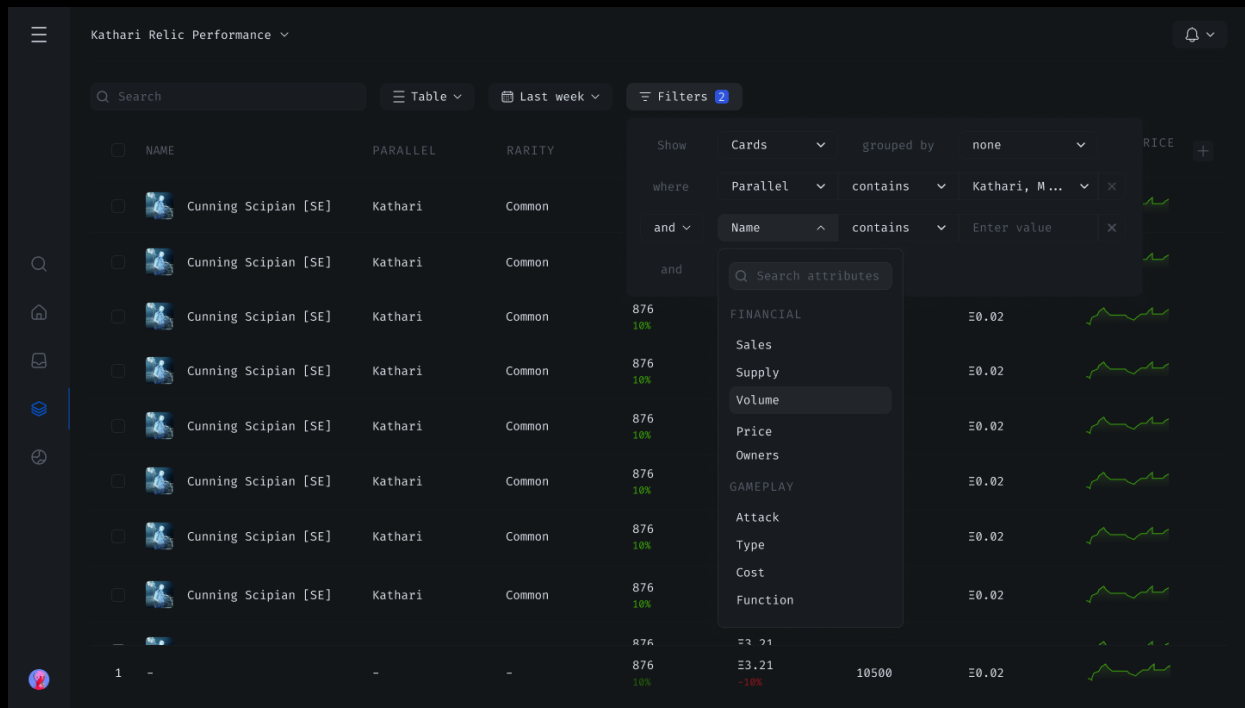 Kathari Relic Performance
Search
Table
Last week
Filters 2
NAME PARALLEL RARITY RICE
Show Cards grouped by none
where Parallel contains Kathari, M...
and Name contains Enter value
and
Search attributes
FINANCIAL
Sales
Supply
Volume
Price
Owners
GAMEPLAY
Attack
Type
Cost
Function
Cunning Scipian [SE] Kathari Common
Cunning Scipian [SE] Kathari Common
Cunning Scipian [SE] Kathari Common 876 Ξ0.02
10%
Cunning Scipian [SE] Kathari Common 876 Ξ0.02
10%
Cunning Scipian [SE] Kathari Common 876 Ξ0.02
10%
Cunning Scipian [SE] Kathari Common 876 Ξ0.02
10%
Cunning Scipian [SE] Kathari Common 876 Ξ0.02
10%
Cunning Scipian [SE] Kathari Common 876 Ξ0.02
10%
876 Ξ3.21
1 - - - 876 Ξ3.21 10500 Ξ0.02
10% -10%